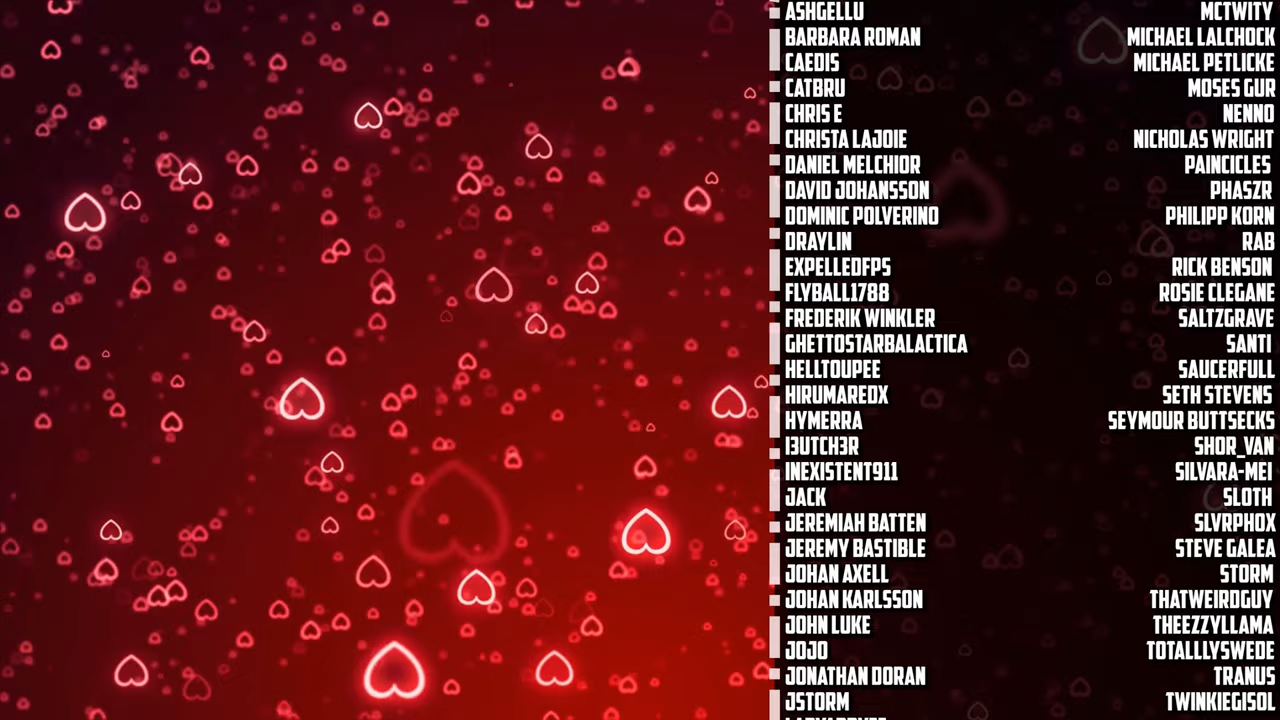 ASHGELLU
BARBARA ROMAN
CAEDIS
CATBRU
CHRIS E
CHRISTA LAJOIE
DANIEL MELCHIOR
DAVID JOHANSSON
DOMINIC POLVERINO
DRAYLIN
EXPELLEDFPS
FLYBALL1788
FREDERIK WINKLER
GHETTOSTARBALACTICA
HELLTOUPEE
HIRUMAREDX
HYMERRA
I3UTCH3R
INEXISTENT911
JACK
JEREMIAH BATTEN
JEREMY BASTIBLE
JOHAN AXELL
JOHAN KARLSSON
JOHN LUKE
JOJO
JONATHAN DORAN
JSTORM
MCTWITY
MICHAEL LALCHOCK
MICHAEL PETLICKE
MOSES GUR
NENNO
NICHOLAS WRIGHT
PAINCICLES
PHASZR
PHILIPP KORN
RAB
RICK BENSON
ROSIE CLEGANE
SALTZGRAVE
SANTI
SAUCERFULL
SETH STEVENS
SEYMOUR BUTTSECKS
SHOR_VAN
SILVARA-MEI
SLOTH
SLVRPHOX
STEVE GALEA
STORM
THATWEIRDGUY
THEEZZYLLAMA
TOTALLLYSWEDE
TRANUS
TWINKIEGISOL